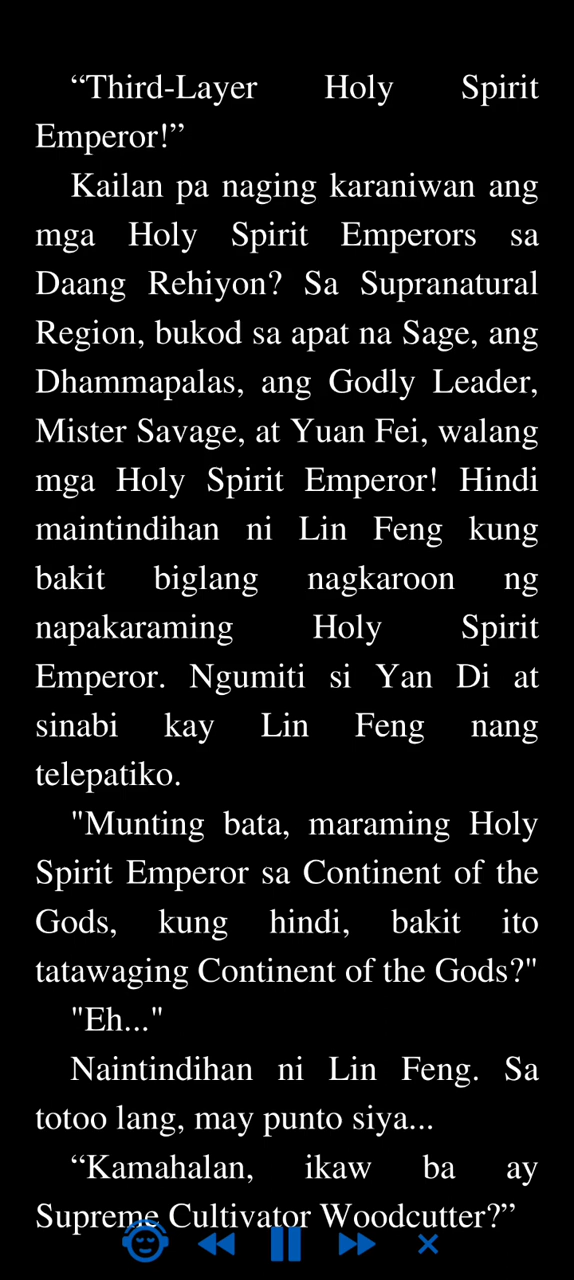 “Third-Layer Holy Spirit
Emperor!”
Kailan pa naging karaniwan ang
mga Holy Spirit Emperors sa
Daang Rehiyon? Sa Supranatural
Region, bukod sa apat na Sage, ang
Dhammapalas, ang Godly Leader,
Mister Savage, at Yuan Fei, walang
mga Holy Spirit Emperor! Hindi
maintindihan ni Lin Feng kung
bakit biglang nagkaroon ng
napakaraming Holy Spirit
Emperor. Ngumiti si Yan Di at
sinabi kay Lin Feng nang
telepatiko.
"Munting bata, maraming Holy
Spirit Emperor sa Continent of the
Gods, kung hindi, bakit ito
tatawaging Continent of the Gods?"
"Eh..."
Naintindihan ni Lin Feng. Sa
totoo lang, may punto siya...
“Kamahalan, ikaw ba ay
Supreme Cultivator Woodcutter?”